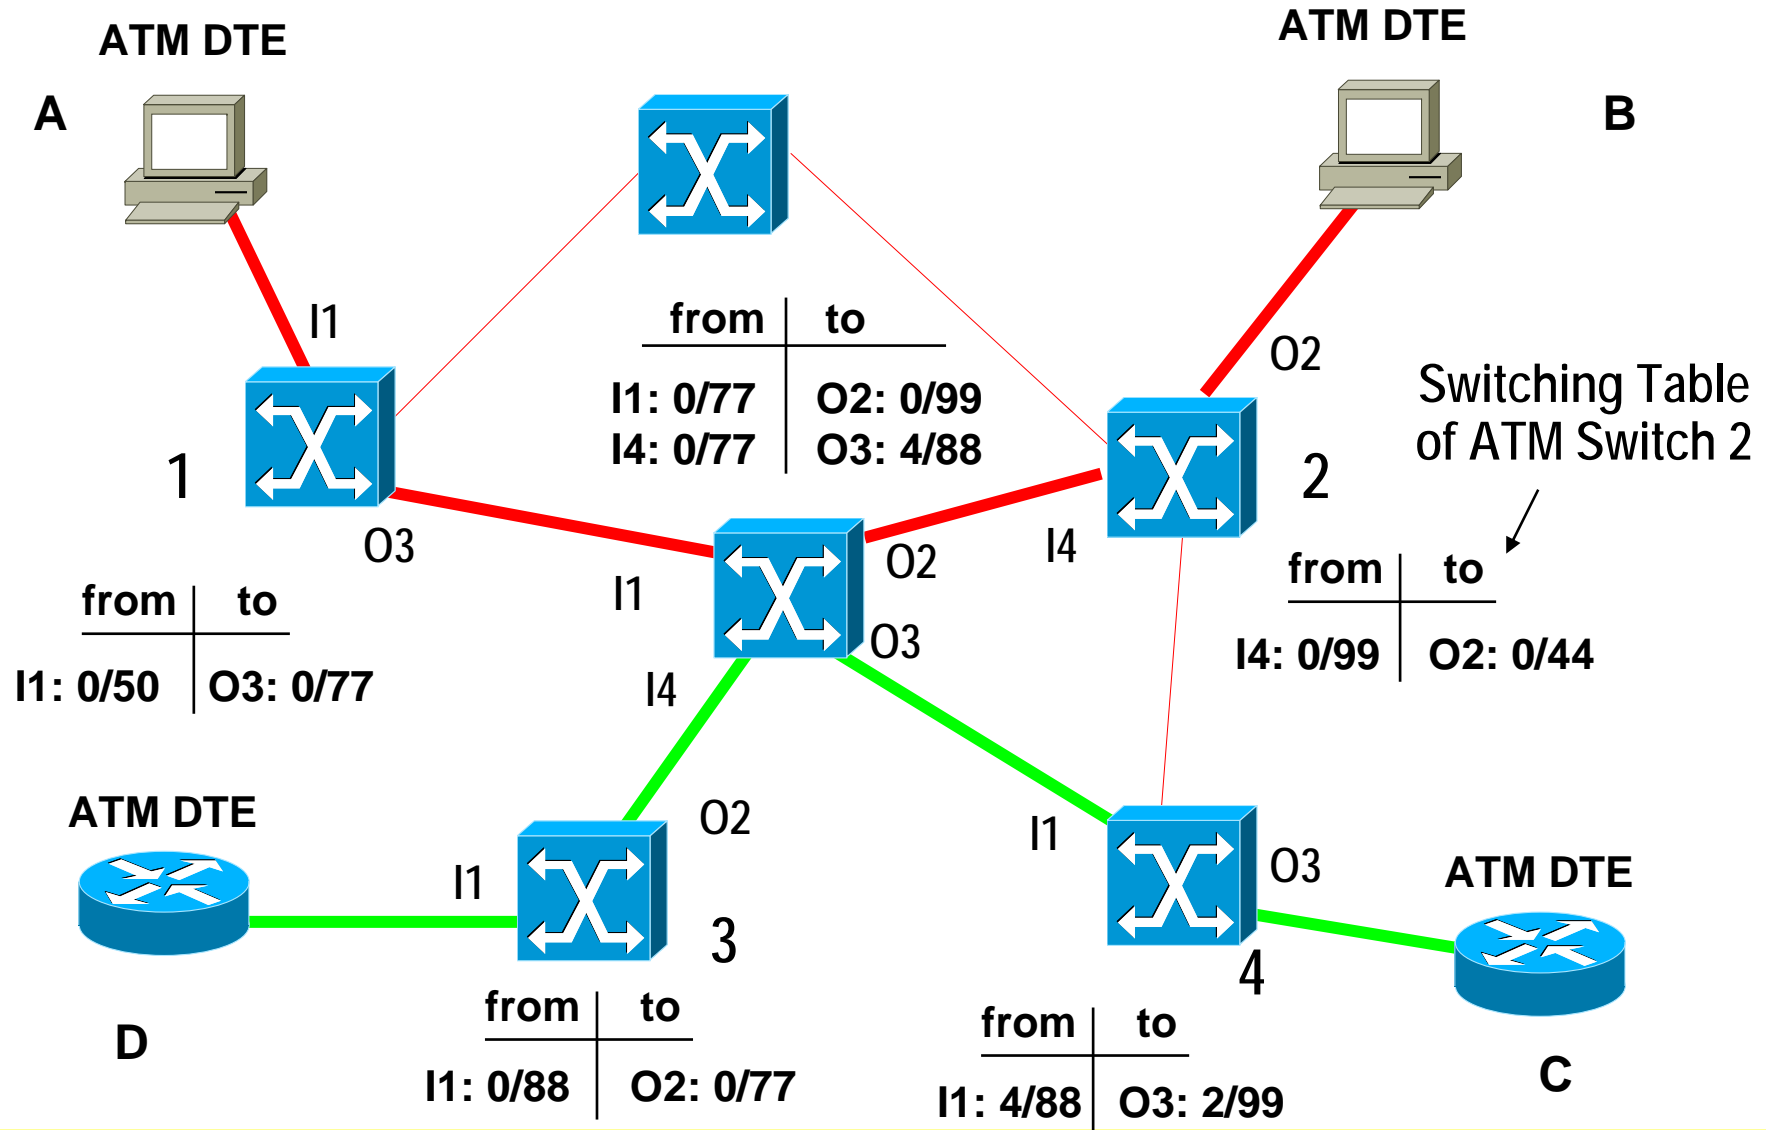 ATM DTE
ATM DTE
A
B
I1
from to
O2
I1: 0/77 O2: 0/99
I4: 0/77 O3: 4/88
Switching Table
of ATM Switch 2
1
2
O3
I4
O2
I1
O3
from to
I1: 0/50 O3: 0/77
from to
I4: 0/99 O2: 0/44
I4
ATM DTE
O2
I1
I1
O3
ATM DTE
3
4
from to
I1: 0/88 O2: 0/77
from to
I1: 4/88 O3: 2/99
D
C